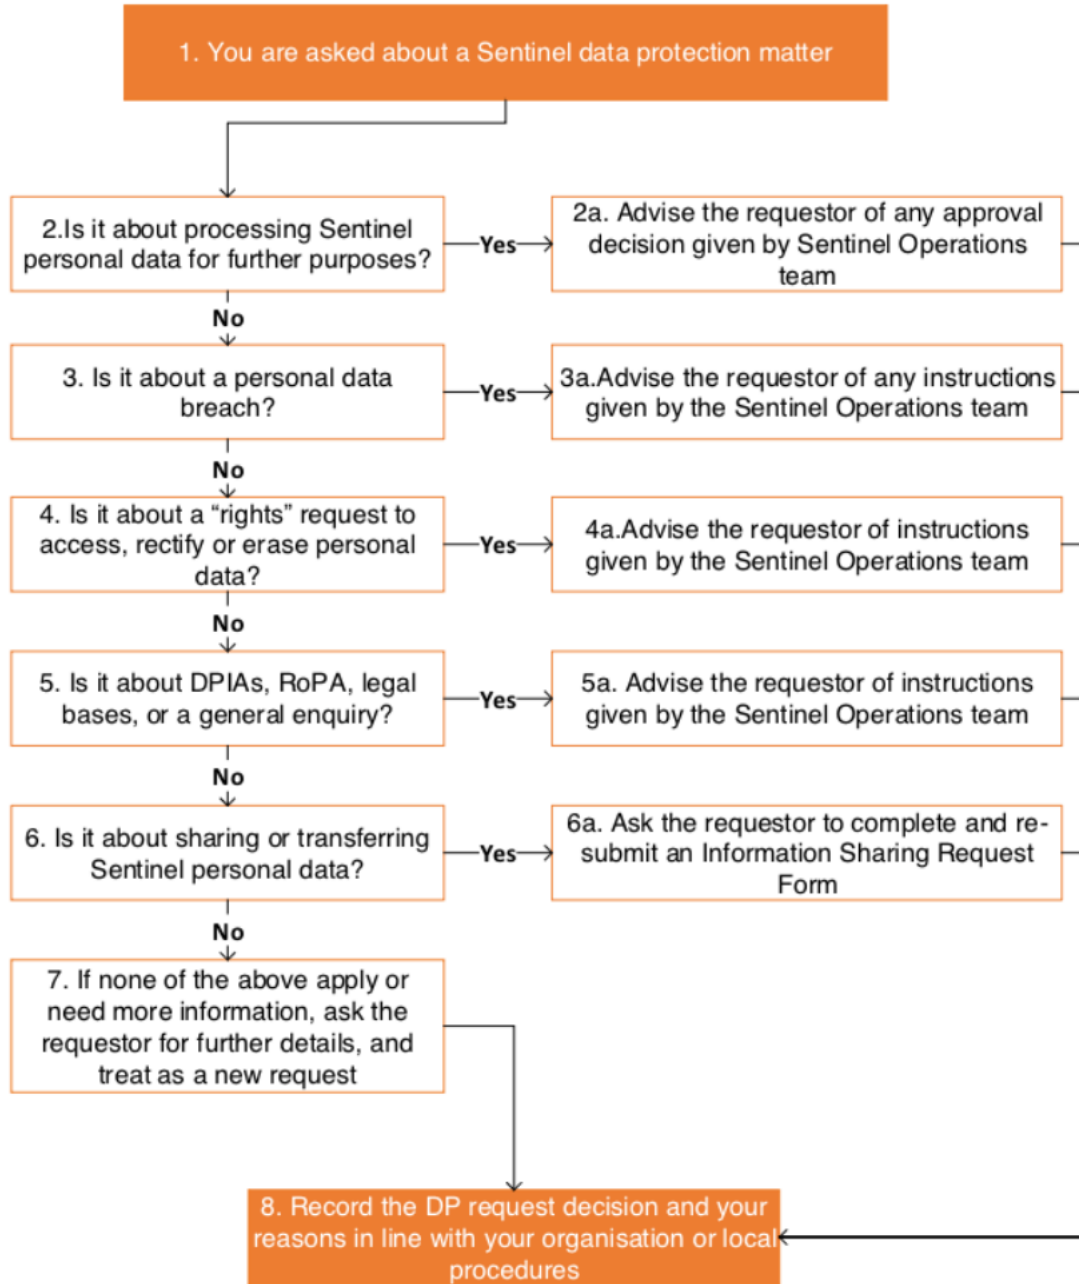 1. You are asked about a Sentinel data protection matter
2.Is it about processing Sentinel
personal data for further purposes?
Yes
2a. Advise the requestor of any approval
decision given by Sentinel Operations
team
No
3. Is it about a personal data
breach?
Yes
3a.Advise the requestor of any instructions
given by the Sentinel Operations team
No
4. Is it about a “rights” request to
access, rectify or erase personal
data?
Yes
4a.Advise the requestor of instructions
given by the Sentinel Operations team
No
5. Is it about DPIAs, RoPA, legal
bases, or a general enquiry?
Yes
5a. Advise the requestor of instructions
given by the Sentinel Operations team
No
6. Is it about sharing or transferring
Sentinel personal data?
Yes
6a. Ask the requestor to complete and re-
submit an Information Sharing Request
Form
No
7. If none of the above apply or
need more information, ask the
requestor for further details, and
treat as a new request
8. Record the DP request decision and your
reasons in line with your organisation or local
procedures